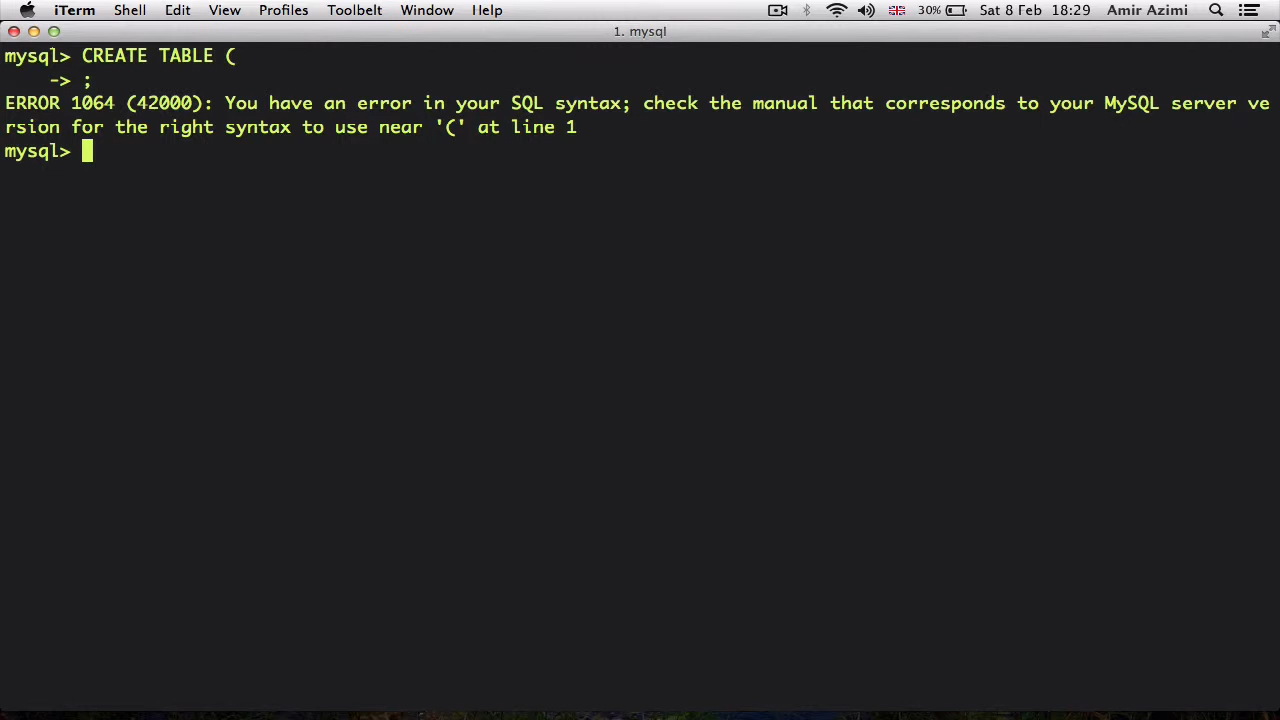 iTerm Shell Edit View Profiles Toolbelt Window Help 30% Sat 8 Feb 18:29 Amir Azimi
1. mysql
mysql> CREATE TABLE (
    -> ;
ERROR 1064 (42000): You have an error in your SQL syntax; check the manual that corresponds to your MySQL server ve
rsion for the right syntax to use near '(' at line 1
mysql>